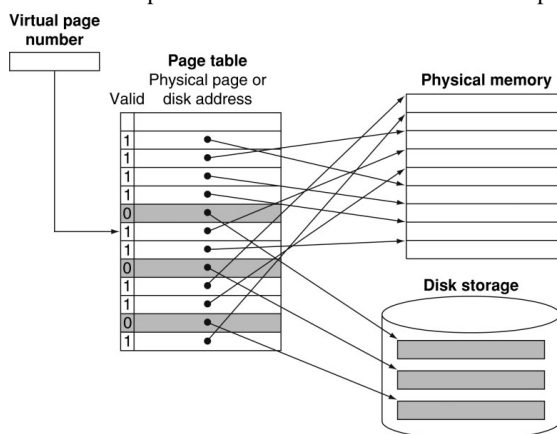 Virtual page
number
Page table
Physical page or
Valid disk address
Physical memory
1
1
1
1
0
1
1
0
1
1
0
1
Disk storage